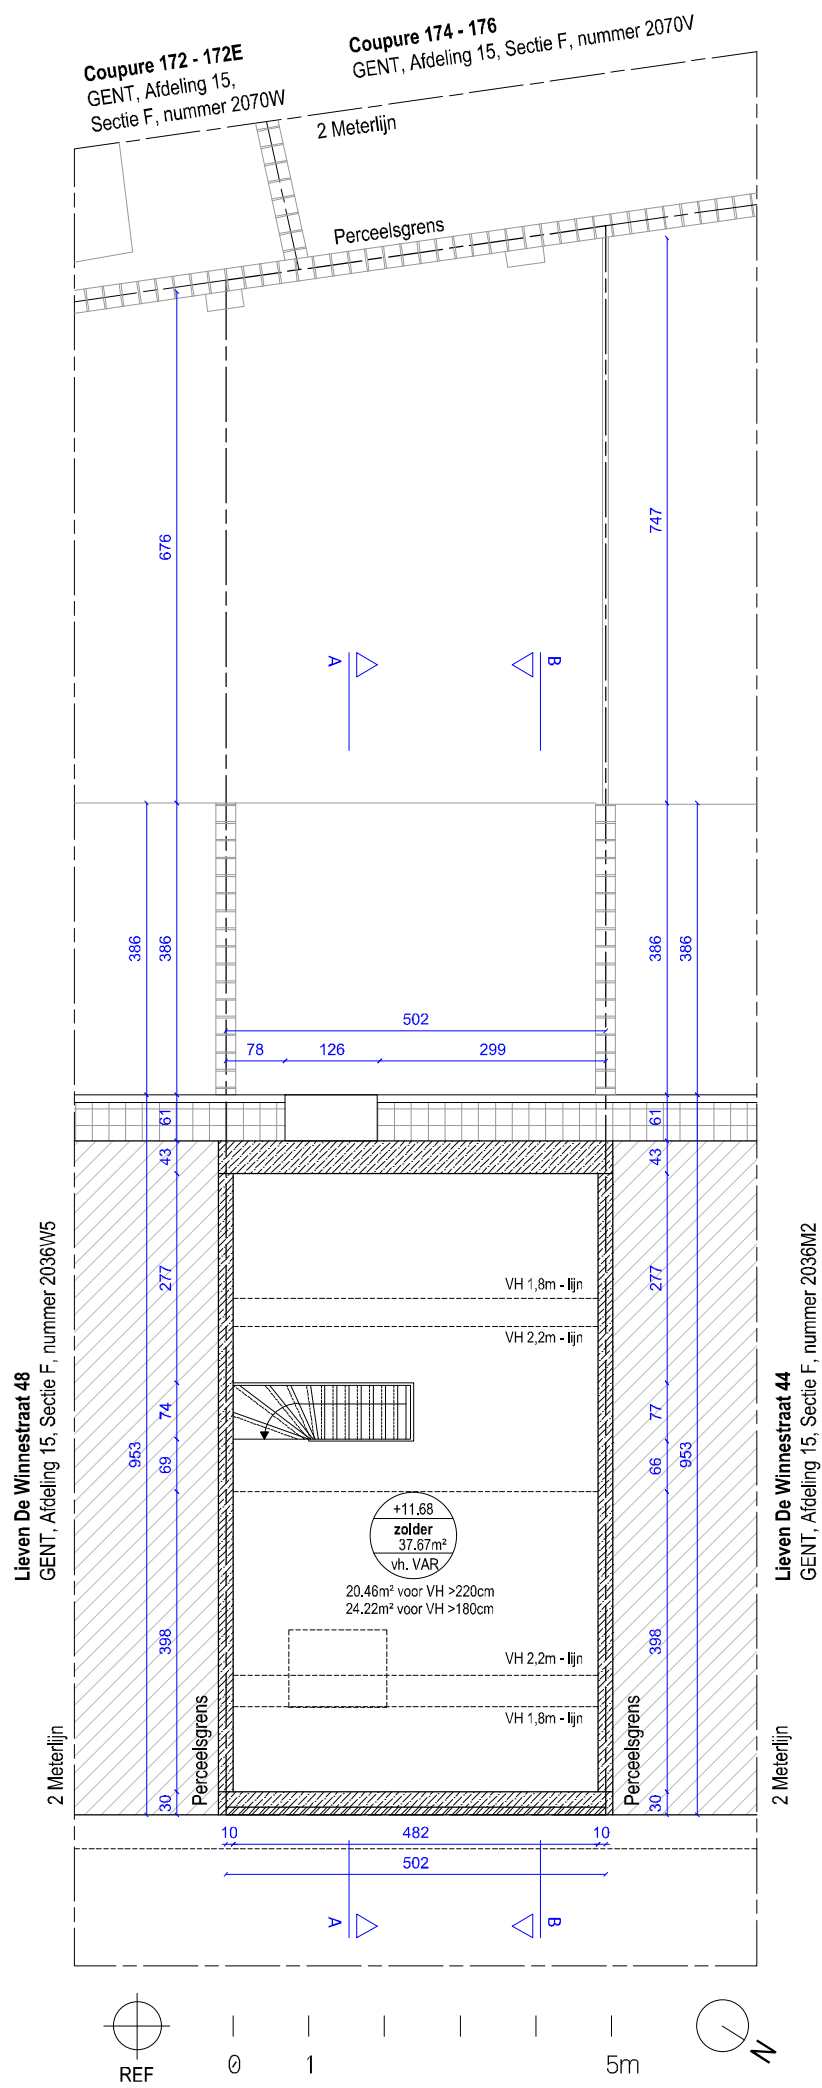 Coupure 172 - 172E
GENT, Afdeling 15,
Sectie F, nummer 2070W
Coupure 174 - 176
GENT, Afdeling 15, Sectie F, nummer 2070V
2 Meterlijn
Perceelsgrens
676
747
A
B
386
386
386
386
502
78
126
299
61
61
43
43
277
277
VH 1,8m - lijn
VH 2,2m - lijn
Lieven De Winnestraat 48
GENT, Afdeling 15, Sectie F, nummer 2036W5
Lieven De Winnestraat 44
GENT, Afdeling 15, Sectie F, nummer 2036M2
74
77
953
69
66
953
+11.68
zolder
37.67m²
vh. VAR
20.46m² voor VH >220cm
24.22m² voor VH >180cm
398
398
VH 2,2m - lijn
VH 1,8m - lijn
2 Meterlijn
Perceelsgrens
Perceelsgrens
2 Meterlijn
30
30
10
482
10
502
A
B
REF
0
1
5m
N